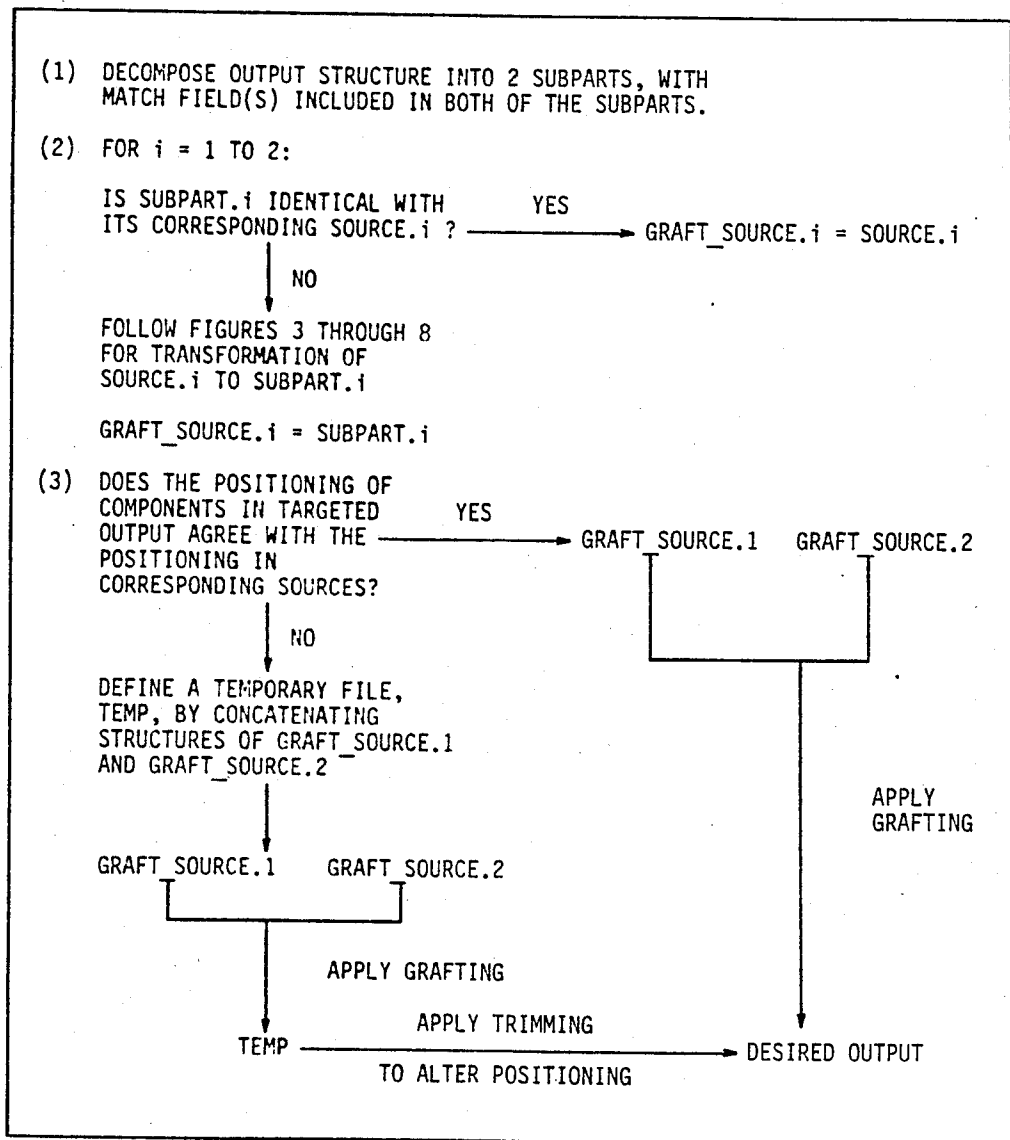 (1) DECOMPOSE OUTPUT STRUCTURE INTO 2 SUBPARTS, WITH
MATCH FIELD(S) INCLUDED IN BOTH OF THE SUBPARTS.
(2) FOR i = 1 TO 2:
IS SUBPART.i IDENTICAL WITH
ITS CORRESPONDING SOURCE.i ?
YES
GRAFT_SOURCE.i = SOURCE.i
NO
FOLLOW FIGURES 3 THROUGH 8
FOR TRANSFORMATION OF
SOURCE.i TO SUBPART.i
GRAFT_SOURCE.i = SUBPART.i
(3) DOES THE POSITIONING OF
COMPONENTS IN TARGETED
OUTPUT AGREE WITH THE
POSITIONING IN
CORRESPONDING SOURCES?
YES
GRAFT_SOURCE.1 GRAFT_SOURCE.2
NO
DEFINE A TEMPORARY FILE,
TEMP, BY CONCATENATING
STRUCTURES OF GRAFT_SOURCE.1
AND GRAFT_SOURCE.2
APPLY
GRAFTING
GRAFT_SOURCE.1 GRAFT_SOURCE.2
APPLY GRAFTING
TEMP
APPLY TRIMMING
TO ALTER POSITIONING
DESIRED OUTPUT